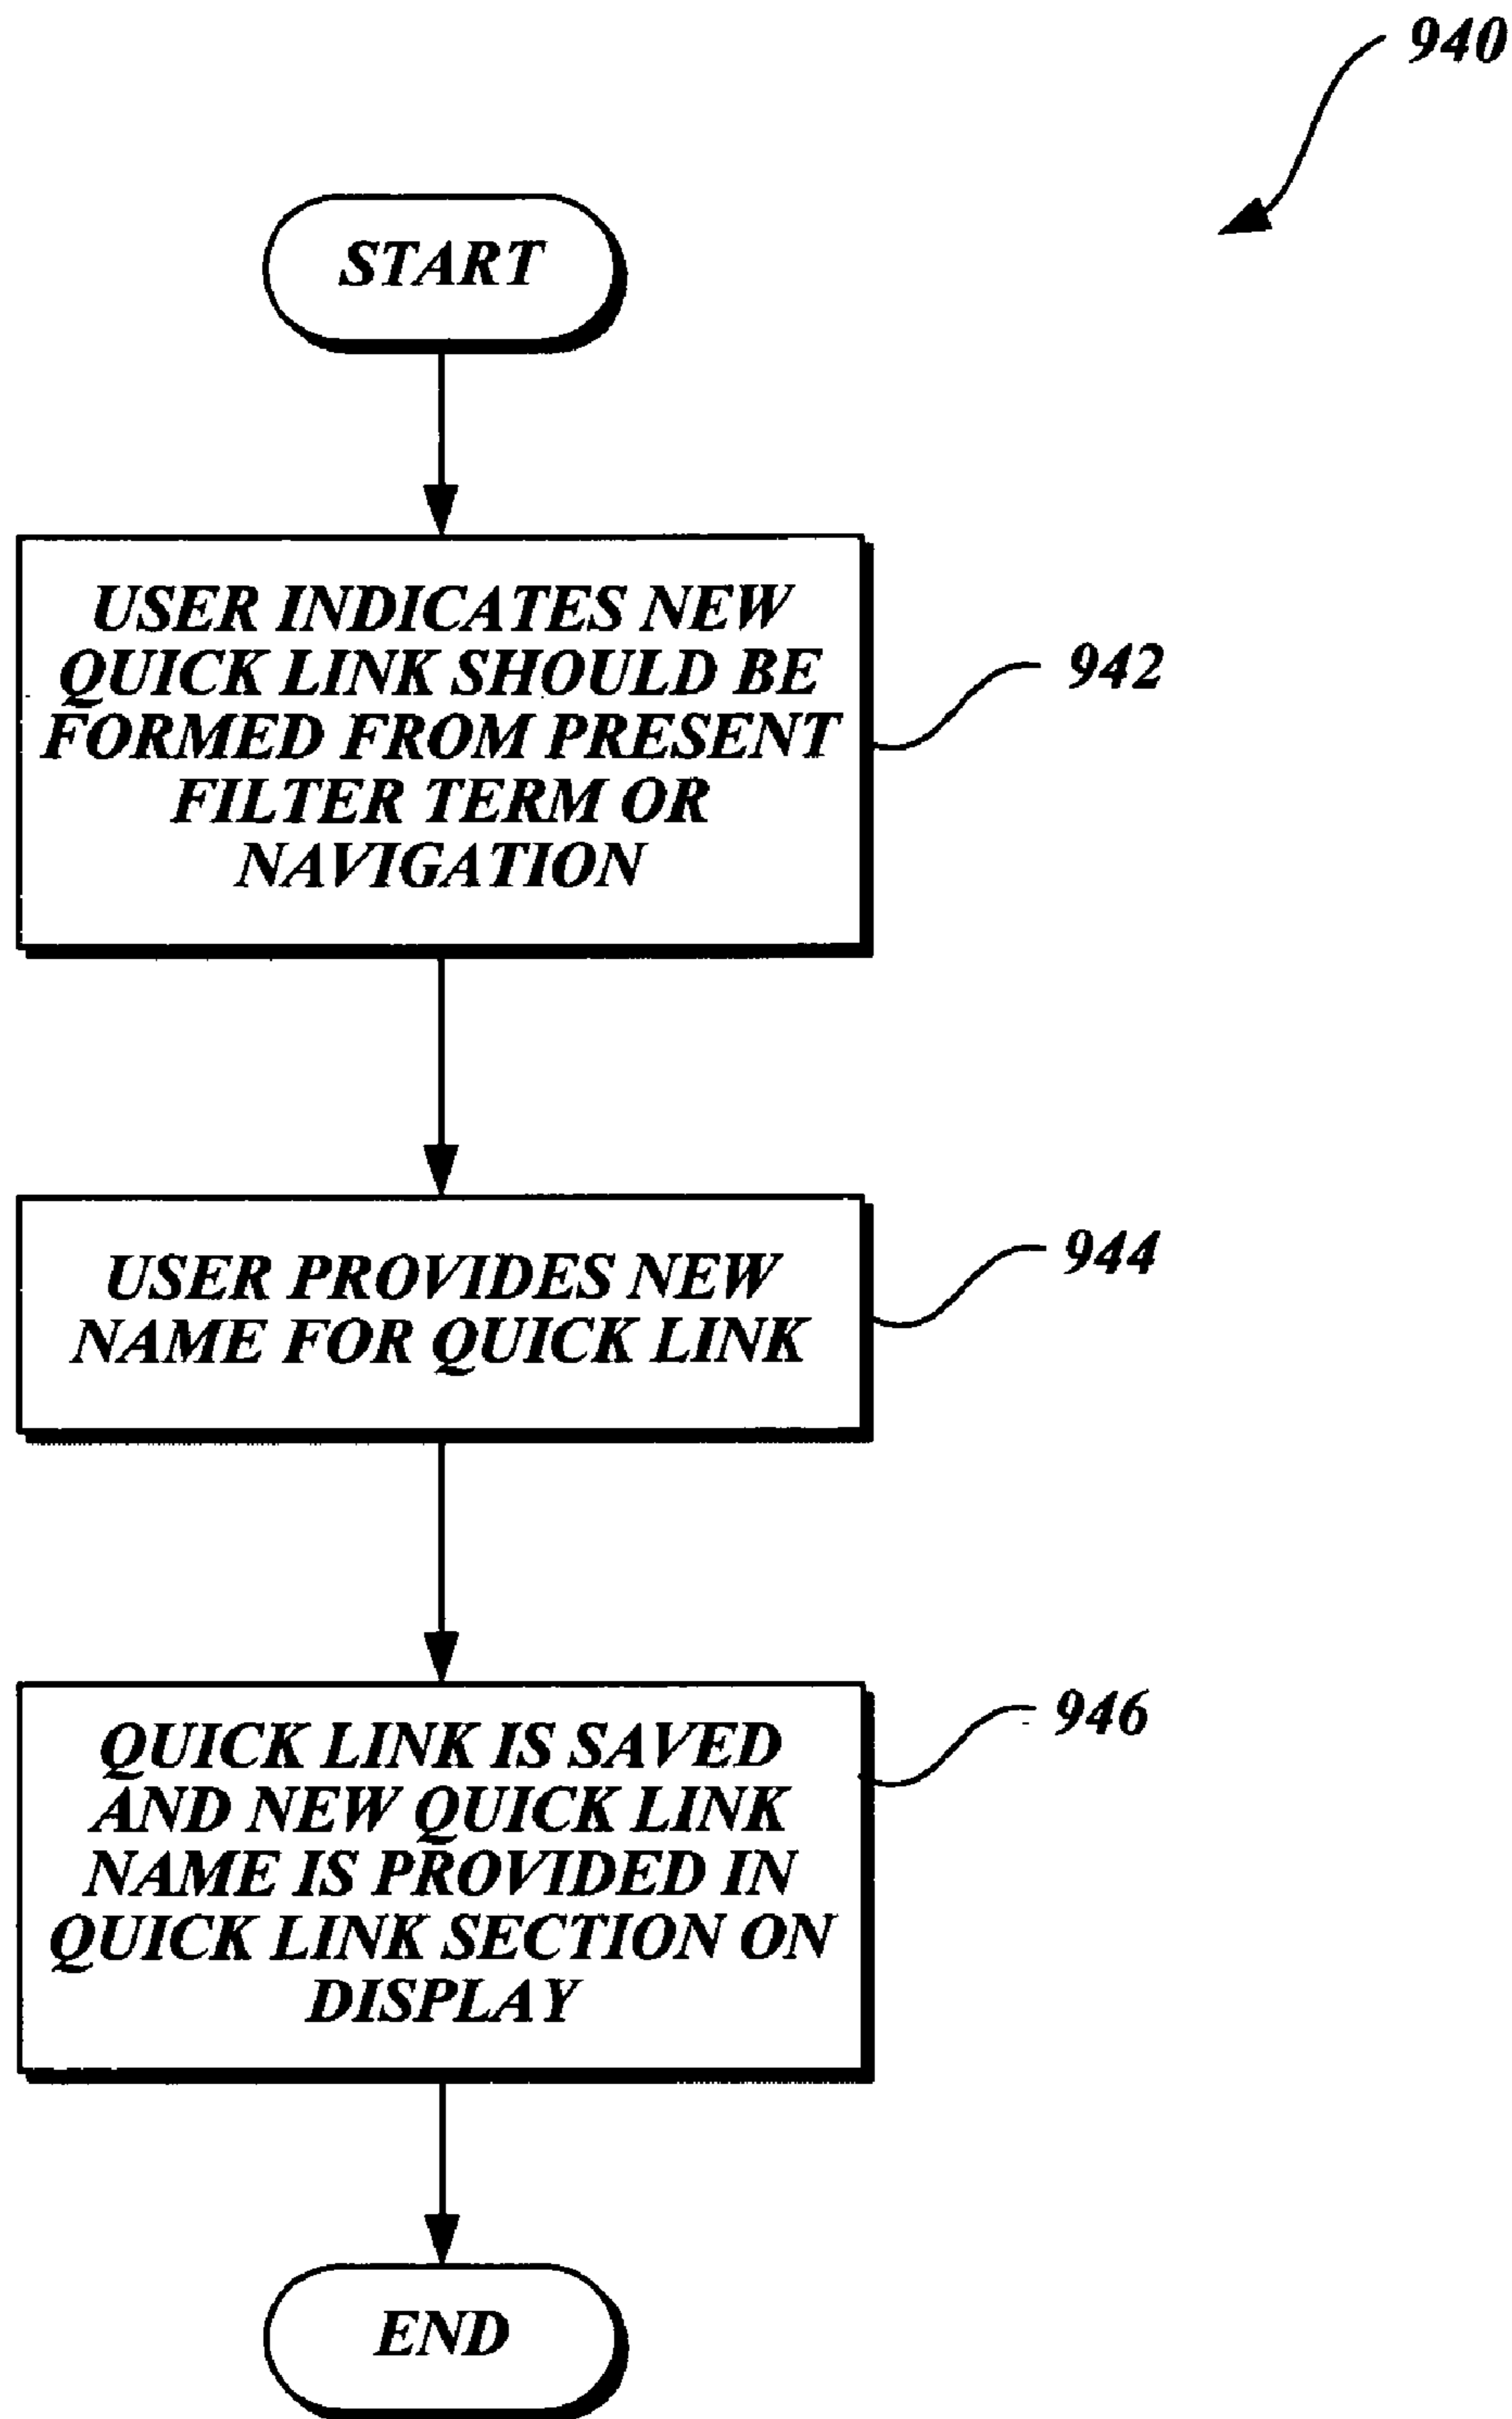 940
START
USER INDICATES NEW
QUICK LINK SHOULD BE
FORMED FROM PRESENT
FILTER TERM OR
NAVIGATION
942
USER PROVIDES NEW
NAME FOR QUICK LINK
944
QUICK LINK IS SAVED
AND NEW QUICK LINK
NAME IS PROVIDED IN
QUICK LINK SECTION ON
DISPLAY
946
END